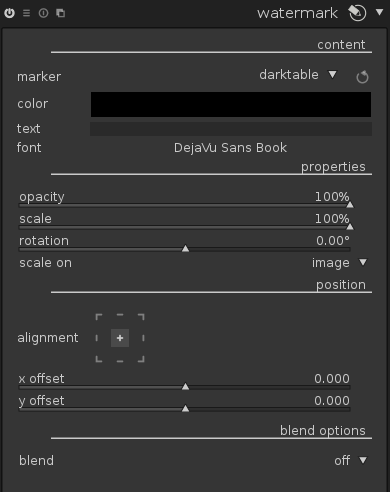 watermark
content
marker darktable
color
text
font DejaVu Sans Book
properties
opacity 100%
scale 100%
rotation 0.00°
scale on image
position
alignment
x offset 0.000
y offset 0.000
blend options
blend off